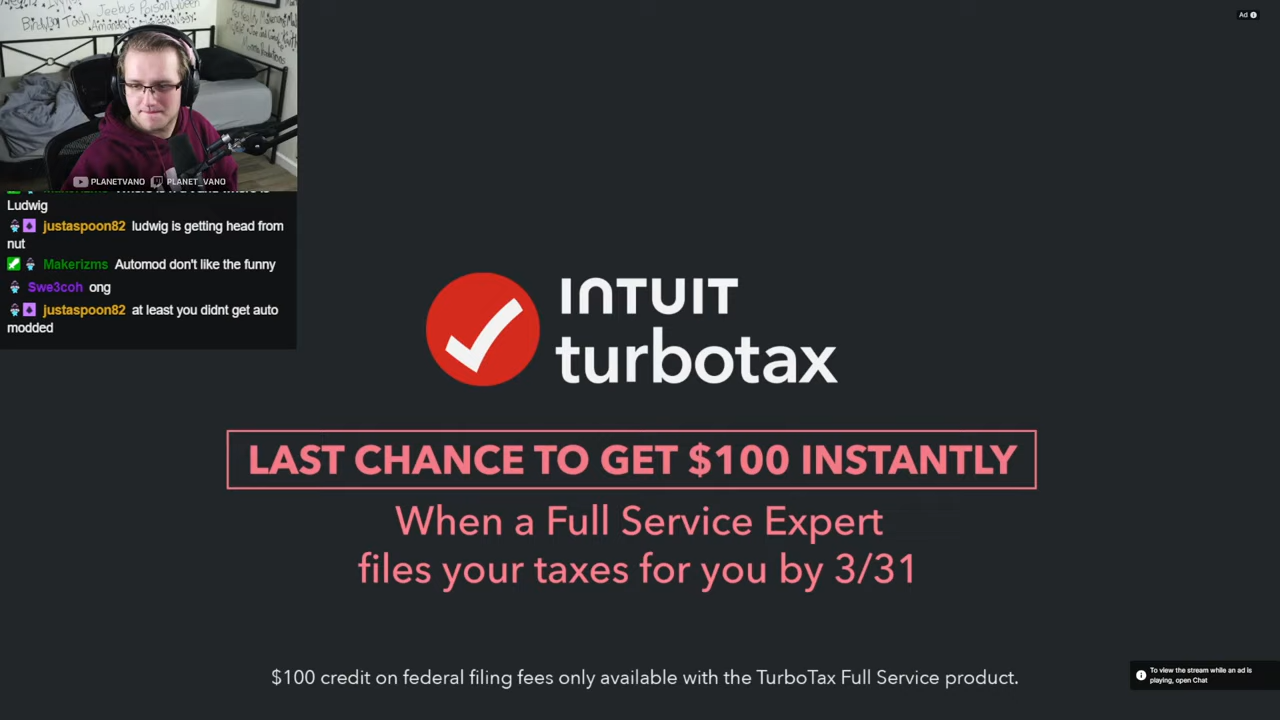 Ad
PLANETVANO PLANET_VANO
Ludwig
justaspoon82 ludwig is getting head from
nut
Makerizms Automod don't like the funny
Swe3coh ong
justaspoon82 at least you didnt get auto
modded
INTUIT
turbotax
LAST CHANCE TO GET $100 INSTANTLY
When a Full Service Expert
files your taxes for you by 3/31
$100 credit on federal filing fees only available with the TurboTax Full Service product.
To view the stream while an ad is
playing, open Chat